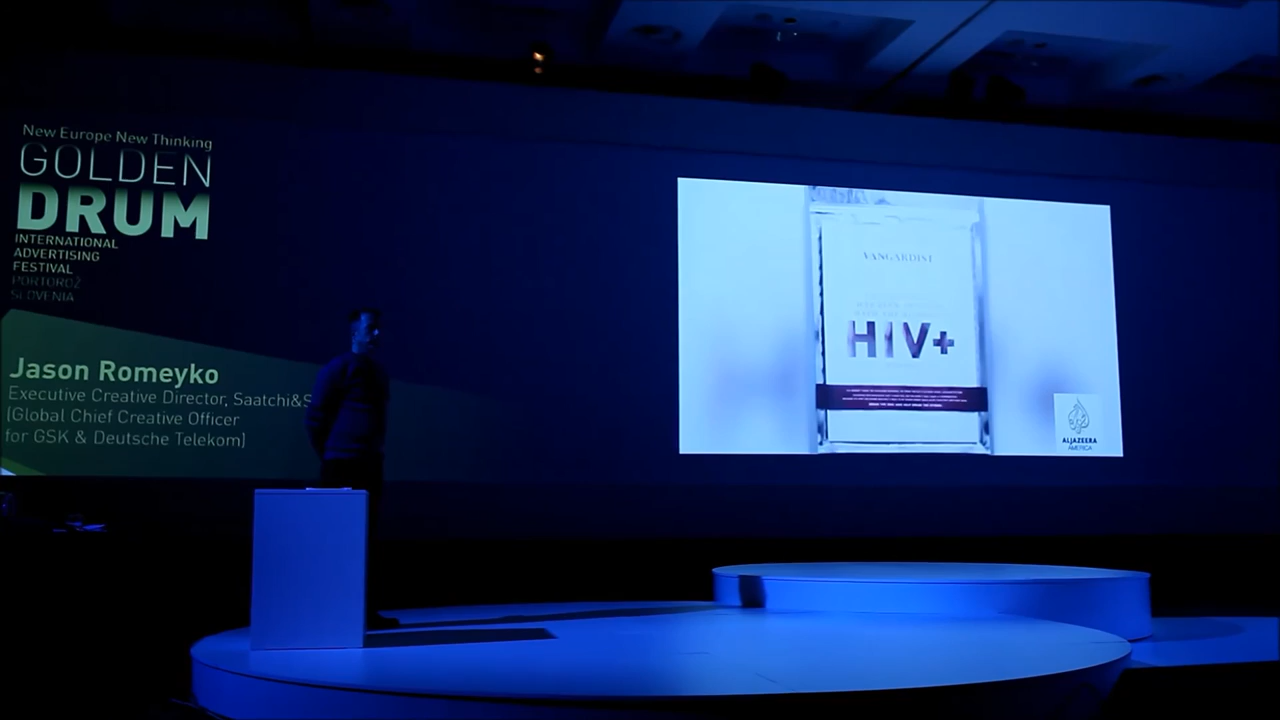 New Europe New Thinking
GOLDEN
DRUM
INTERNATIONAL
ADVERTISING
FESTIVAL
PORTOROŽ
SLOVENIA
Jason Romeyko
Executive Creative Director, Saatchi&S
(Global Chief Creative Officer
for GSK & Deutsche Telekom)
VANGARDIST
HIV+
ALJAZEERA
AMERICA